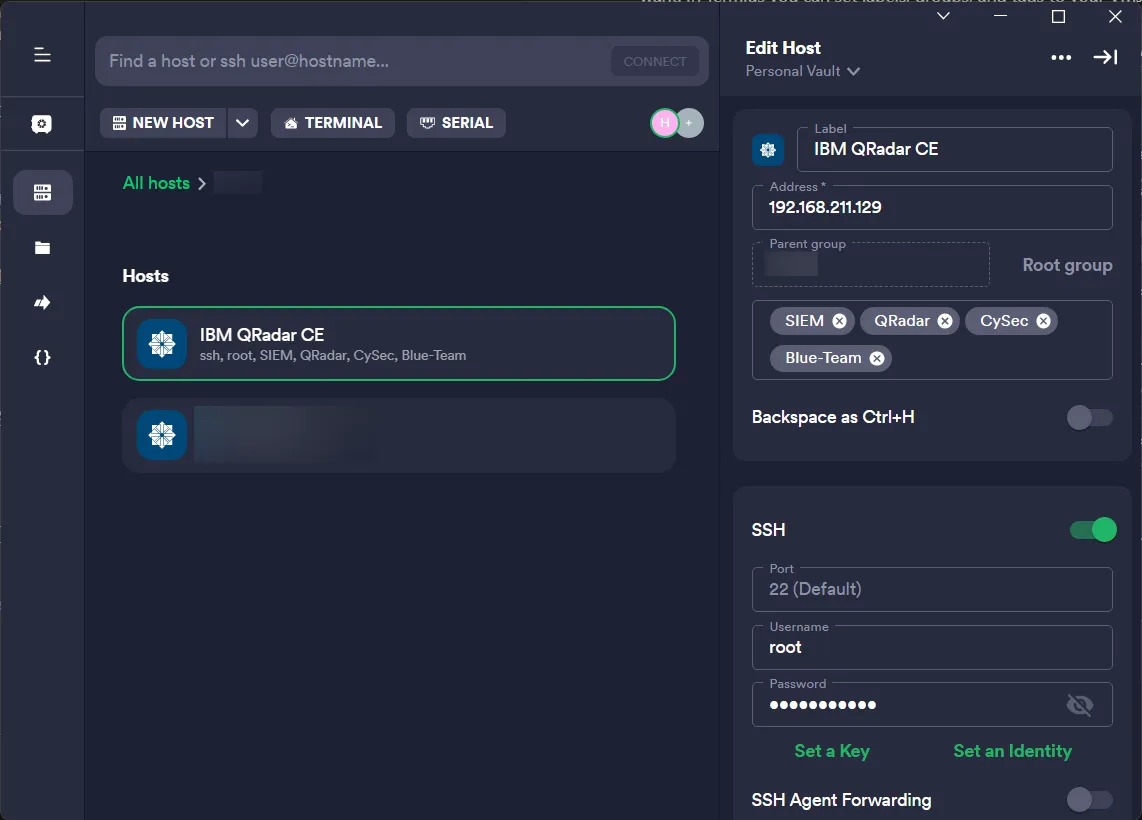 Find a host or ssh user@hostname...
CONNECT
NEW HOST
TERMINAL
SERIAL
H
+
All hosts
Hosts
IBM QRadar CE
ssh, root, SIEM, QRadar, CySec, Blue-Team
Edit Host
Personal Vault
Label
IBM QRadar CE
Address *
192.168.211.129
Parent group
Root group
SIEM
QRadar
CySec
Blue-Team
Backspace as Ctrl+H
SSH
Port
22 (Default)
Username
root
Password
•••••••••••
Set a Key
Set an Identity
SSH Agent Forwarding